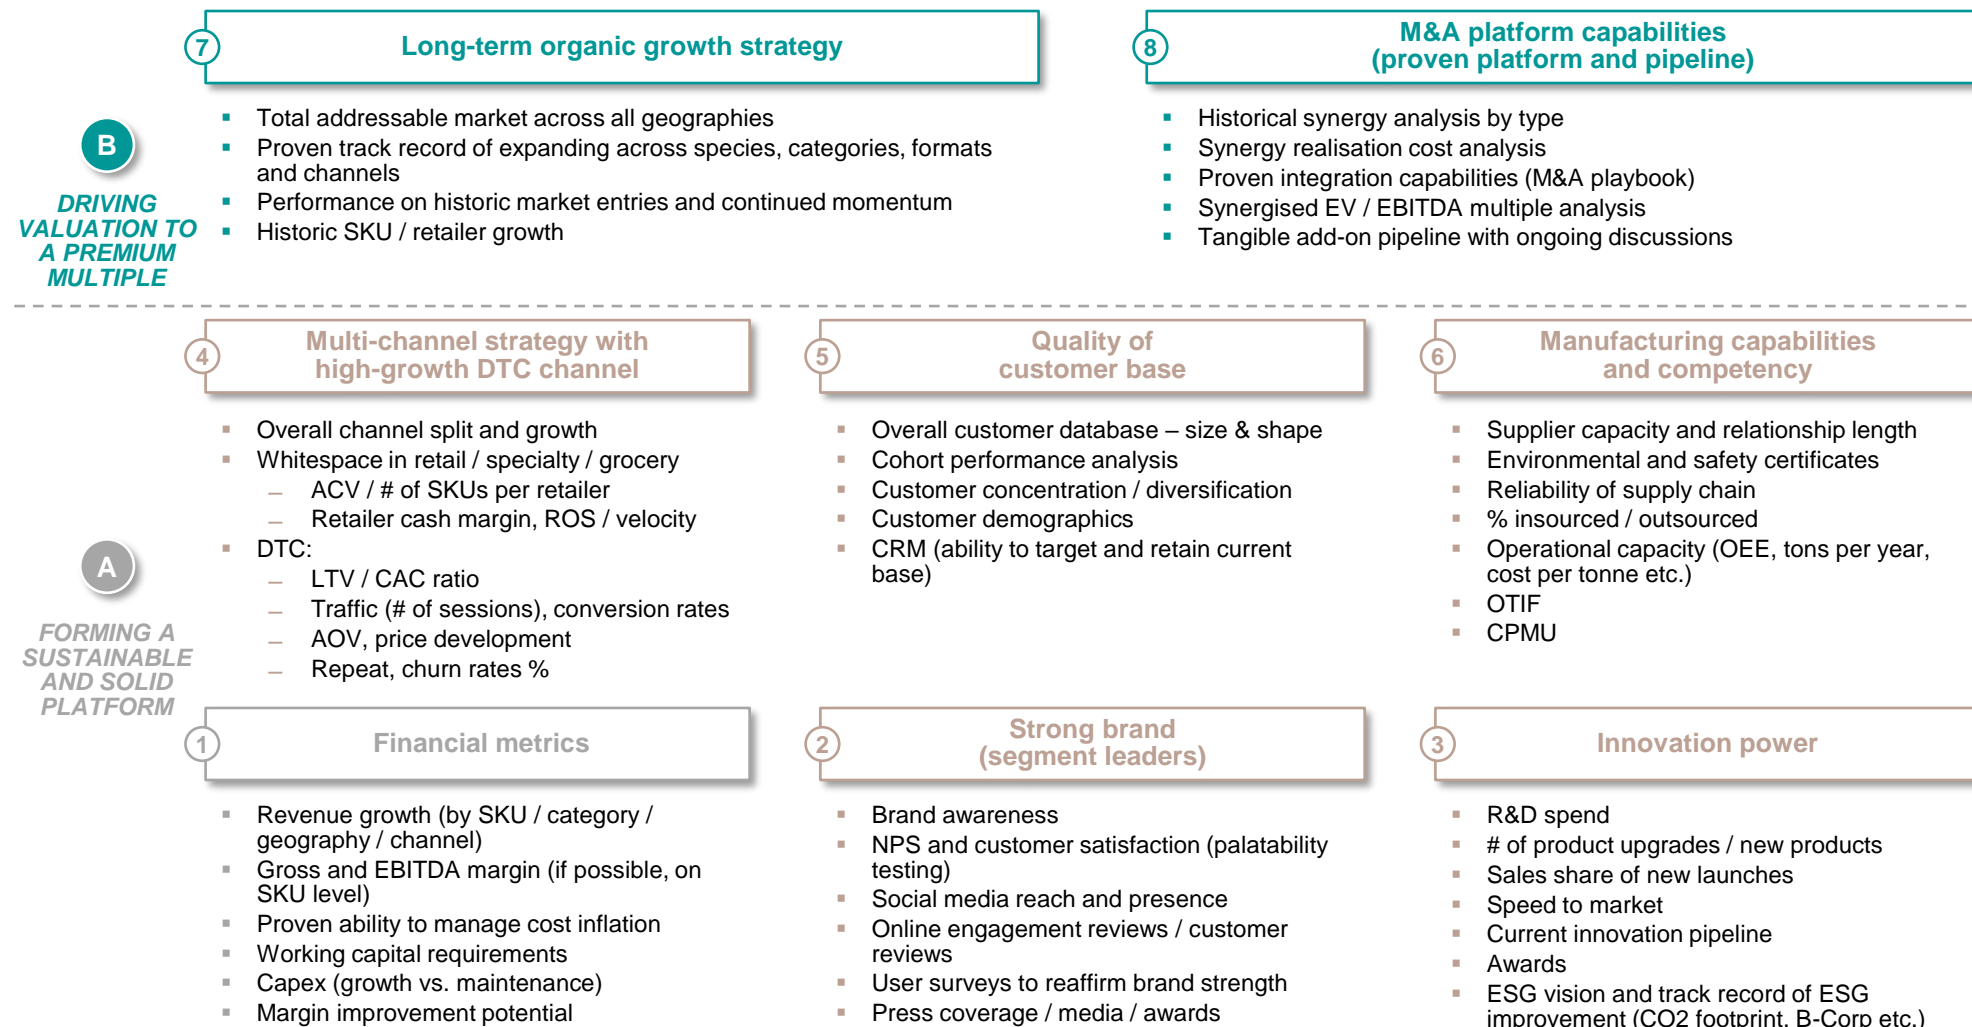 7
Long-term organic growth strategy
8
M&A platform capabilities
(proven platform and pipeline)
B
DRIVING
VALUATION TO
A PREMIUM
MULTIPLE
Total addressable market across all geographies
Proven track record of expanding across species, categories, formats
and channels
Performance on historic market entries and continued momentum
Historic SKU / retailer growth
Historical synergy analysis by type
Synergy realisation cost analysis
Proven integration capabilities (M&A playbook)
Synergised EV / EBITDA multiple analysis
Tangible add-on pipeline with ongoing discussions
A
FORMING A
SUSTAINABLE
AND SOLID
PLATFORM
4
Multi-channel strategy with
high-growth DTC channel
Overall channel split and growth
Whitespace in retail / specialty / grocery
– ACV / # of SKUs per retailer
– Retailer cash margin, ROS / velocity
DTC:
– LTV / CAC ratio
– Traffic (# of sessions), conversion rates
– AOV, price development
– Repeat, churn rates %
5
Quality of
customer base
Overall customer database – size & shape
Cohort performance analysis
Customer concentration / diversification
Customer demographics
CRM (ability to target and retain current
base)
6
Manufacturing capabilities
and competency
Supplier capacity and relationship length
Environmental and safety certificates
Reliability of supply chain
% insourced / outsourced
Operational capacity (OEE, tons per year,
cost per tonne etc.)
OTIF
CPMU
1
Financial metrics
Revenue growth (by SKU / category /
geography / channel)
Gross and EBITDA margin (if possible, on
SKU level)
Proven ability to manage cost inflation
Working capital requirements
Capex (growth vs. maintenance)
Margin improvement potential
2
Strong brand
(segment leaders)
Brand awareness
NPS and customer satisfaction (palatability
testing)
Social media reach and presence
Online engagement reviews / customer
reviews
User surveys to reaffirm brand strength
Press coverage / media / awards
3
Innovation power
R&D spend
# of product upgrades / new products
Sales share of new launches
Speed to market
Current innovation pipeline
Awards
ESG vision and track record of ESG
improvement (CO2 footprint, B-Corp etc.)